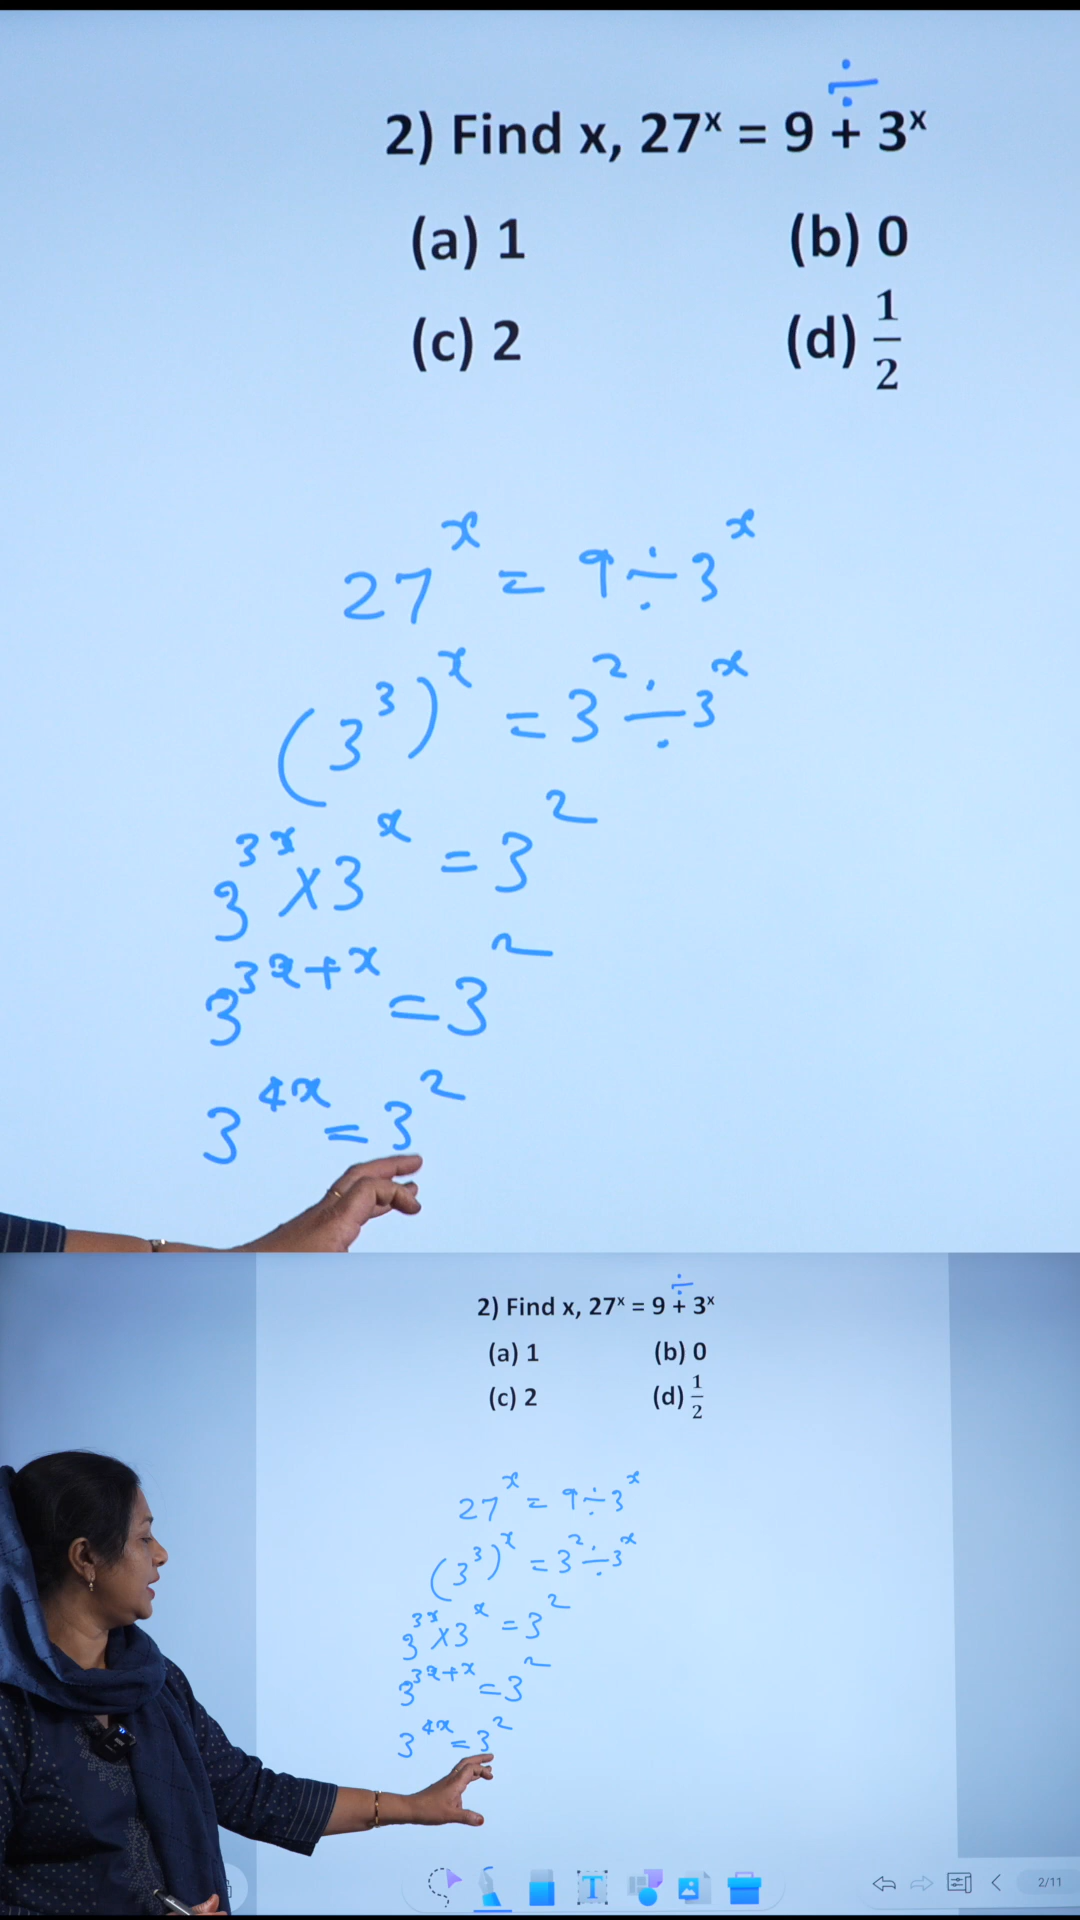 ÷
2) Find x, 27ˣ = 9 + 3ˣ
(a) 1 (b) 0
(c) 2 (d) 1/2
27ˣ = 9 ÷ 3ˣ
(3³)ˣ = 3² ÷ 3ˣ
3³ˣ × 3ˣ = 3²
3³ˣ⁺ˣ = 3²
3⁴ˣ = 3²
÷
2) Find x, 27ˣ = 9 + 3ˣ
(a) 1 (b) 0
(c) 2 (d) 1/2
27ˣ = 9 ÷ 3ˣ
(3³)ˣ = 3² ÷ 3ˣ
3³ˣ × 3ˣ = 3²
3³ˣ⁺ˣ = 3²
3⁴ˣ = 3²
T
2/11